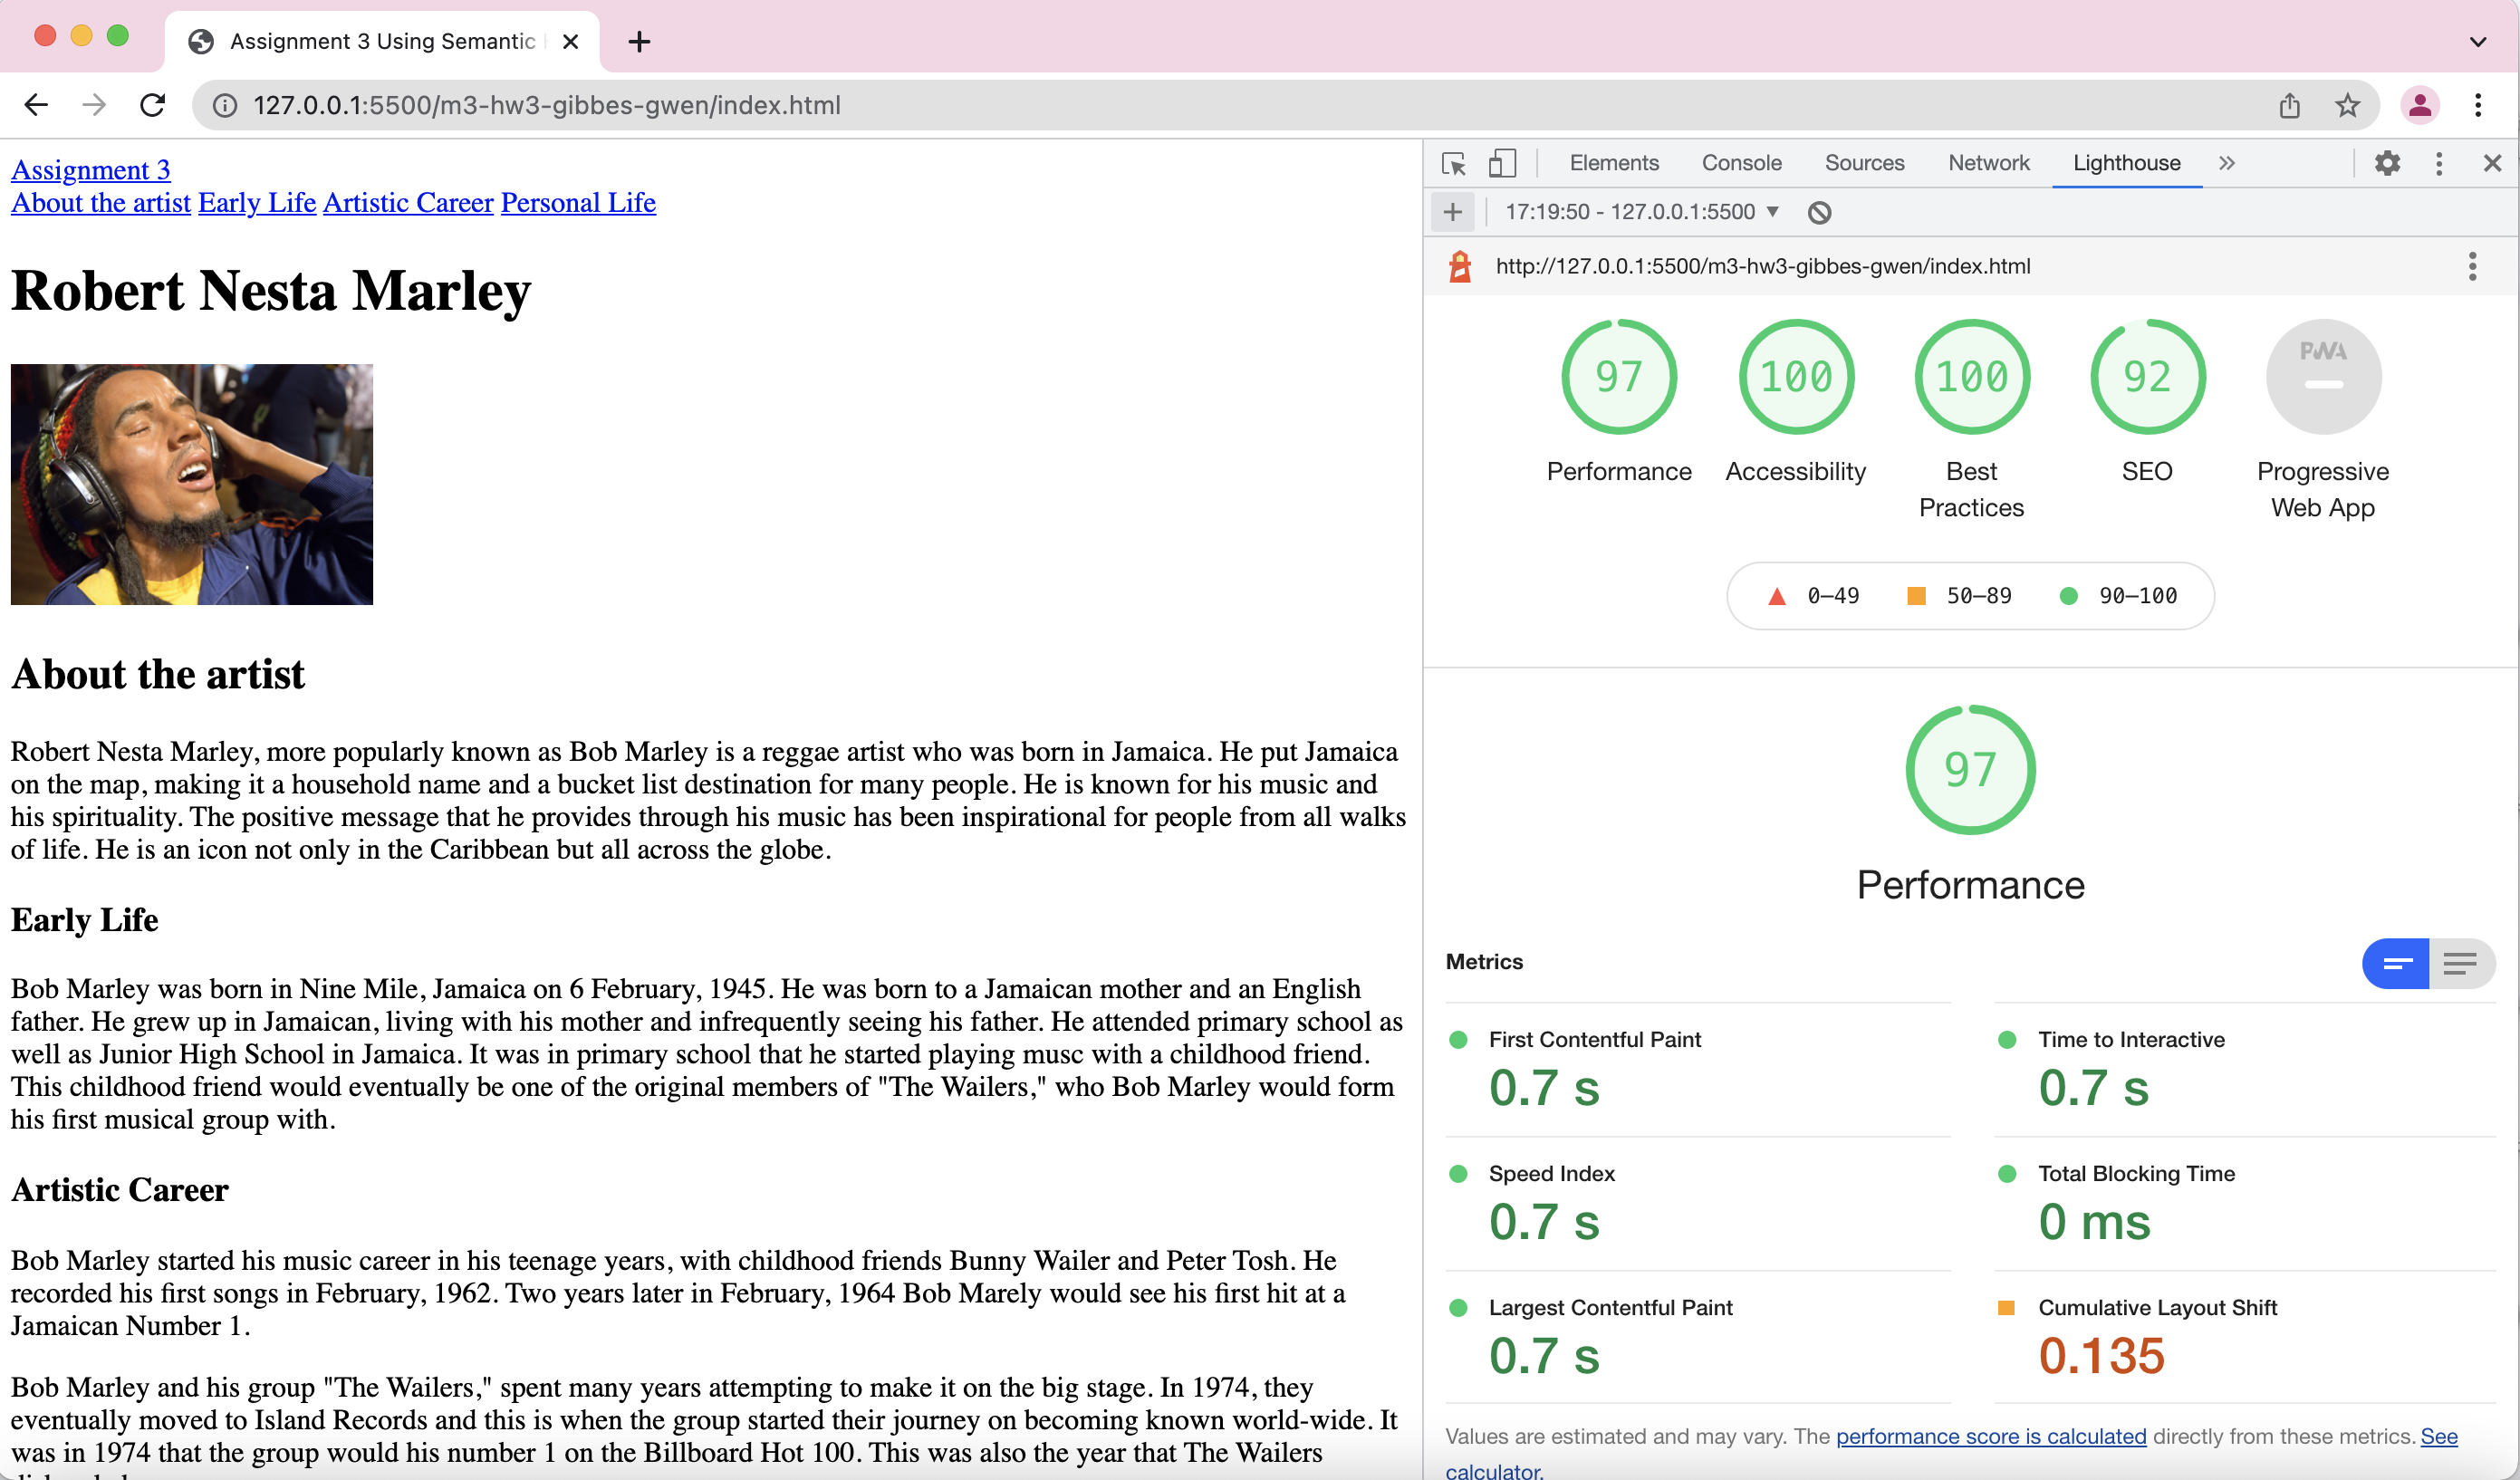 Assignment 3 Using Semantic
127.0.0.1:5500/m3-hw3-gibbes-gwen/index.html
Assignment 3
About the artist Early Life Artistic Career Personal Life
Robert Nesta Marley
About the artist
Robert Nesta Marley, more popularly known as Bob Marley is a reggae artist who was born in Jamaica. He put Jamaica
on the map, making it a household name and a bucket list destination for many people. He is known for his music and
his spirituality. The positive message that he provides through his music has been inspirational for people from all walks
of life. He is an icon not only in the Caribbean but all across the globe.
Early Life
Bob Marley was born in Nine Mile, Jamaica on 6 February, 1945. He was born to a Jamaican mother and an English
father. He grew up in Jamaican, living with his mother and infrequently seeing his father. He attended primary school as
well as Junior High School in Jamaica. It was in primary school that he started playing musc with a childhood friend.
This childhood friend would eventually be one of the original members of "The Wailers," who Bob Marley would form
his first musical group with.
Artistic Career
Bob Marley started his music career in his teenage years, with childhood friends Bunny Wailer and Peter Tosh. He
recorded his first songs in February, 1962. Two years later in February, 1964 Bob Marely would see his first hit at a
Jamaican Number 1.
Bob Marley and his group "The Wailers," spent many years attempting to make it on the big stage. In 1974, they
eventually moved to Island Records and this is when the group started their journey on becoming known world-wide. It
was in 1974 that the group would his number 1 on the Billboard Hot 100. This was also the year that The Wailers
Elements Console Sources Network Lighthouse
17:19:50 - 127.0.0.1:5500
http://127.0.0.1:5500/m3-hw3-gibbes-gwen/index.html
97 100 100 92 PWA
Performance Accessibility Best Practices SEO Progressive Web App
0–49 50–89 90–100
97
Performance
Metrics
First Contentful Paint
0.7 s
Time to Interactive
0.7 s
Speed Index
0.7 s
Total Blocking Time
0 ms
Largest Contentful Paint
0.7 s
Cumulative Layout Shift
0.135
Values are estimated and may vary. The performance score is calculated directly from these metrics. See
calculator.